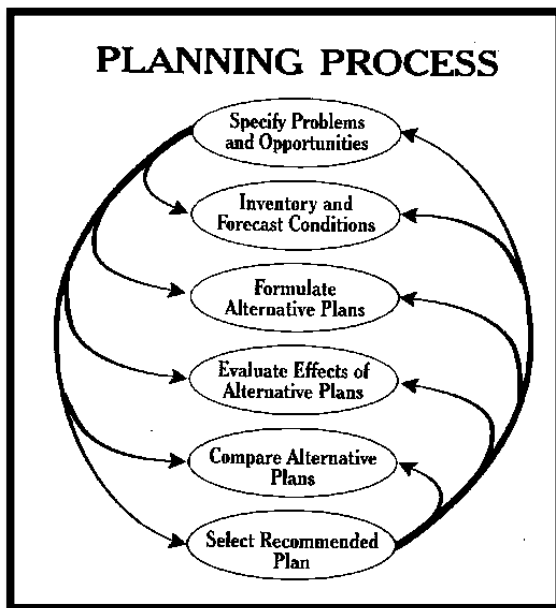 PLANNING PROCESS
Specify Problems
and Opportunities
Inventory and
Forecast Conditions
Formulate
Alternative Plans
Evaluate Effects of
Alternative Plans
Compare Alternative
Plans
Select Recommended
Plan